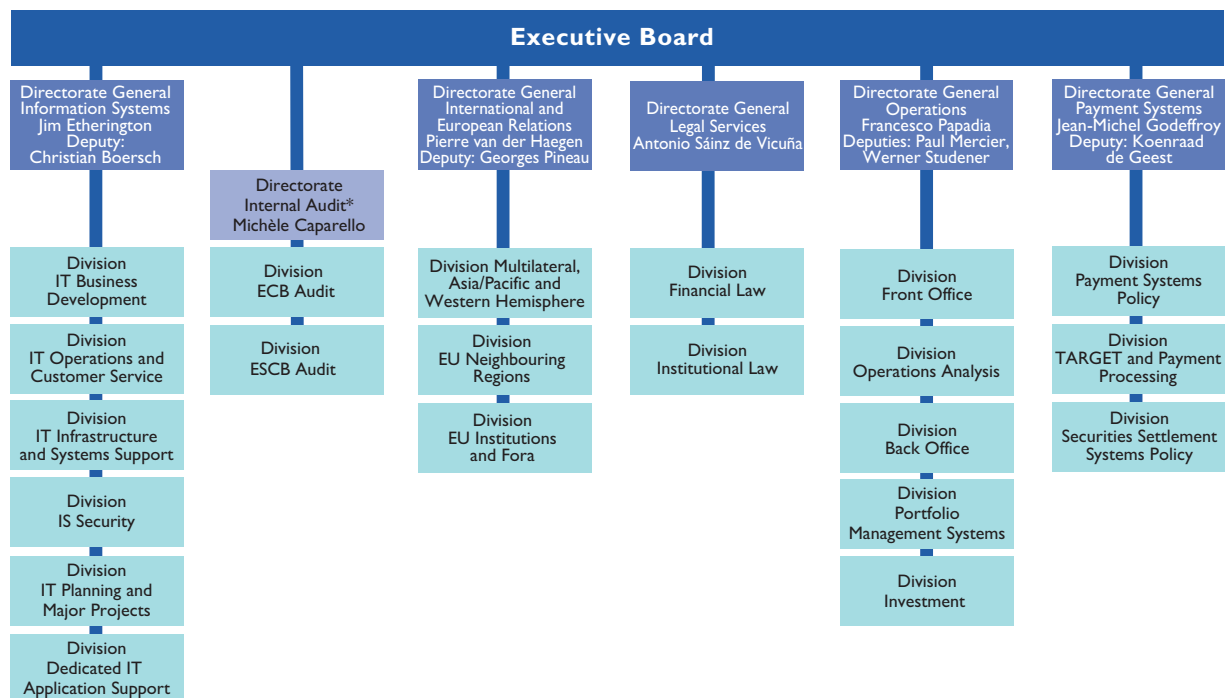 Executive Board
Directorate General
Information Systems
Jim Etherington
Deputy:
Christian Boersch
Division
IT Business
Development
Division
IT Operations and
Customer Service
Division
IT Infrastructure
and Systems Support
Division
IS Security
Division
IT Planning and
Major Projects
Division
Dedicated IT
Application Support
Directorate
Internal Audit*
Michèle Caparello
Division
ECB Audit
Division
ESCB Audit
Directorate General
International and
European Relations
Pierre van der Haegen
Deputy: Georges Pineau
Division Multilateral,
Asia/Pacific and
Western Hemisphere
Division
EU Neighbouring
Regions
Division
EU Institutions
and Fora
Directorate General
Legal Services
Antonio Sáinz de Vicuña
Division
Financial Law
Division
Institutional Law
Directorate General
Operations
Francesco Papadia
Deputies: Paul Mercier,
Werner Studener
Division
Front Office
Division
Operations Analysis
Division
Back Office
Division
Portfolio
Management Systems
Division
Investment
Directorate General
Payment Systems
Jean-Michel Godeffroy
Deputy: Koenraad
de Geest
Division
Payment Systems
Policy
Division
TARGET and Payment
Processing
Division
Securities Settlement
Systems Policy